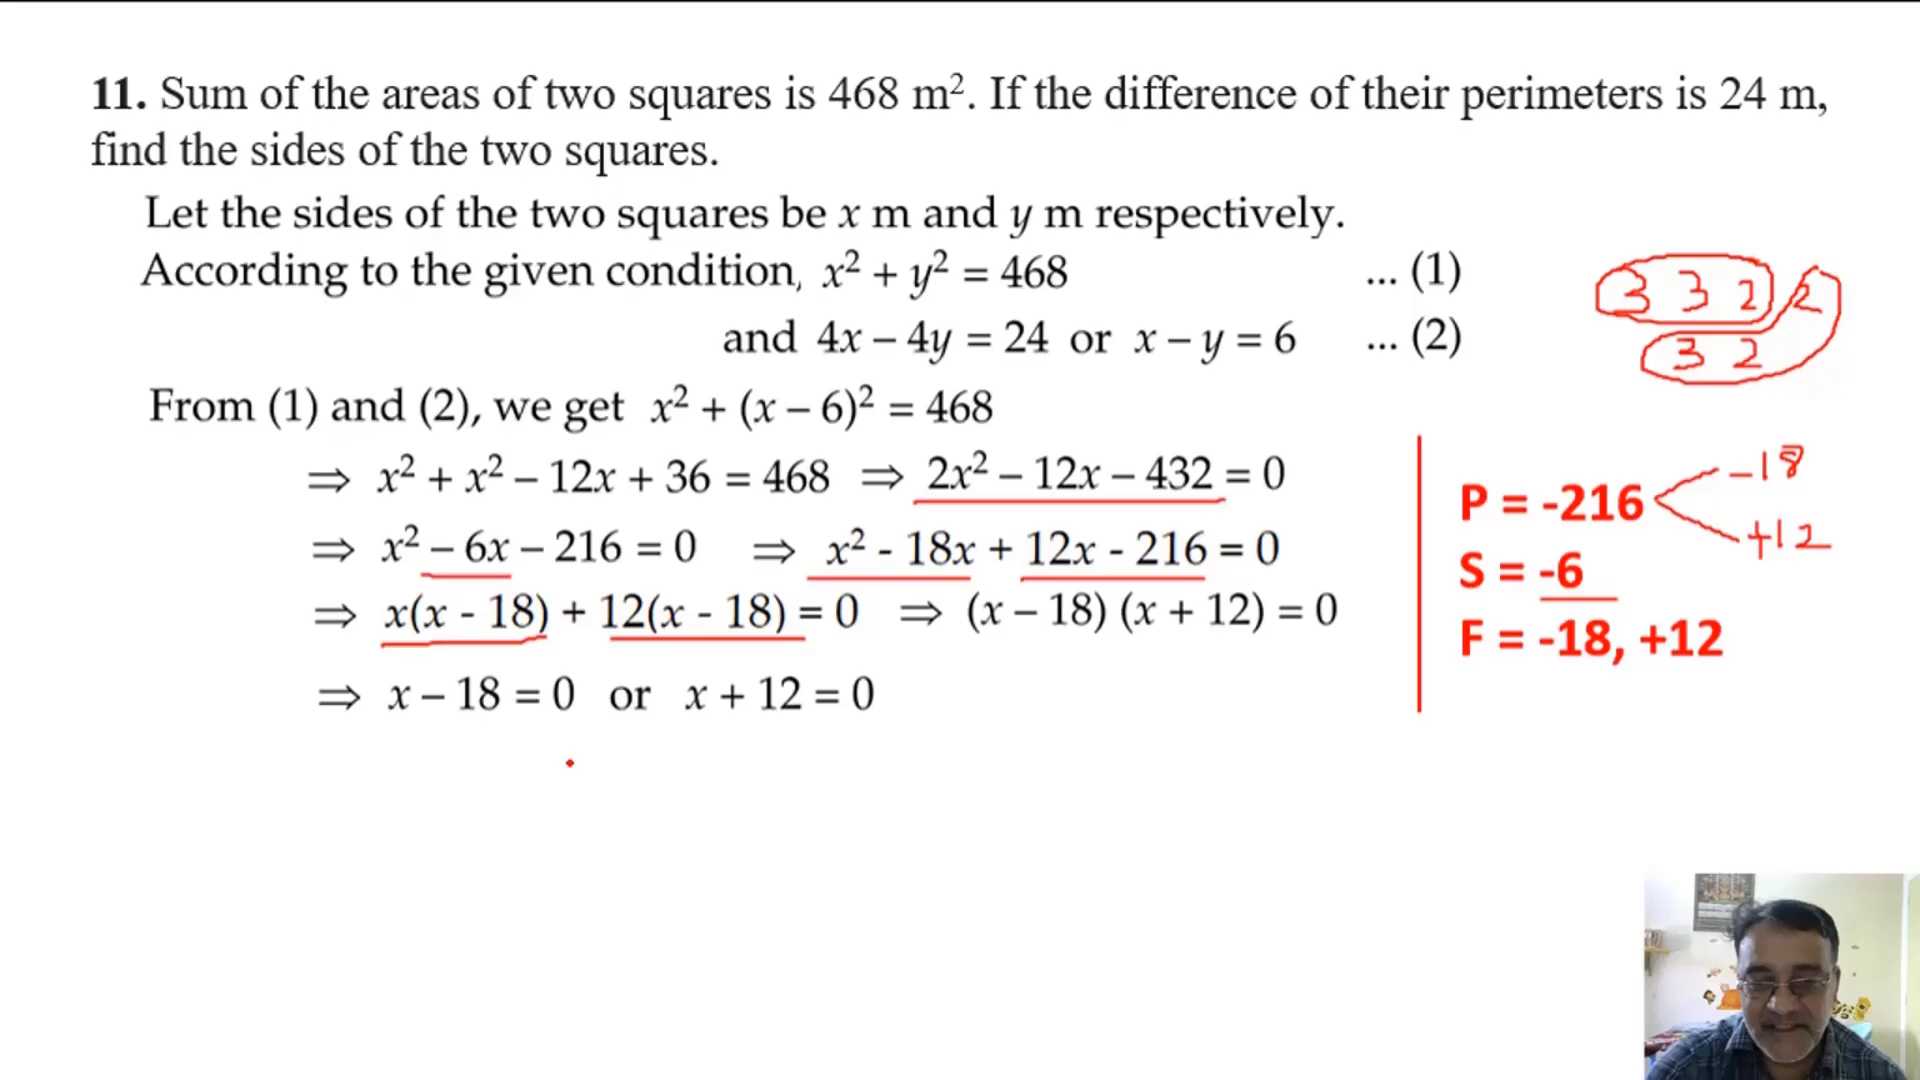 11. Sum of the areas of two squares is 468 m². If the difference of their perimeters is 24 m,
find the sides of the two squares.
Let the sides of the two squares be x m and y m respectively.
According to the given condition, x² + y² = 468 ... (1)
and 4x – 4y = 24 or x – y = 6 ... (2)
3 3 2 2
3 2
From (1) and (2), we get x² + (x – 6)² = 468
⇒ x² + x² – 12x + 36 = 468 ⇒ 2x² – 12x – 432 = 0
⇒ x² – 6x – 216 = 0 ⇒ x² - 18x + 12x - 216 = 0
⇒ x(x - 18) + 12(x - 18) = 0 ⇒ (x – 18) (x + 12) = 0
⇒ x – 18 = 0 or x + 12 = 0
P = -216
-18
+12
S = -6
F = -18, +12